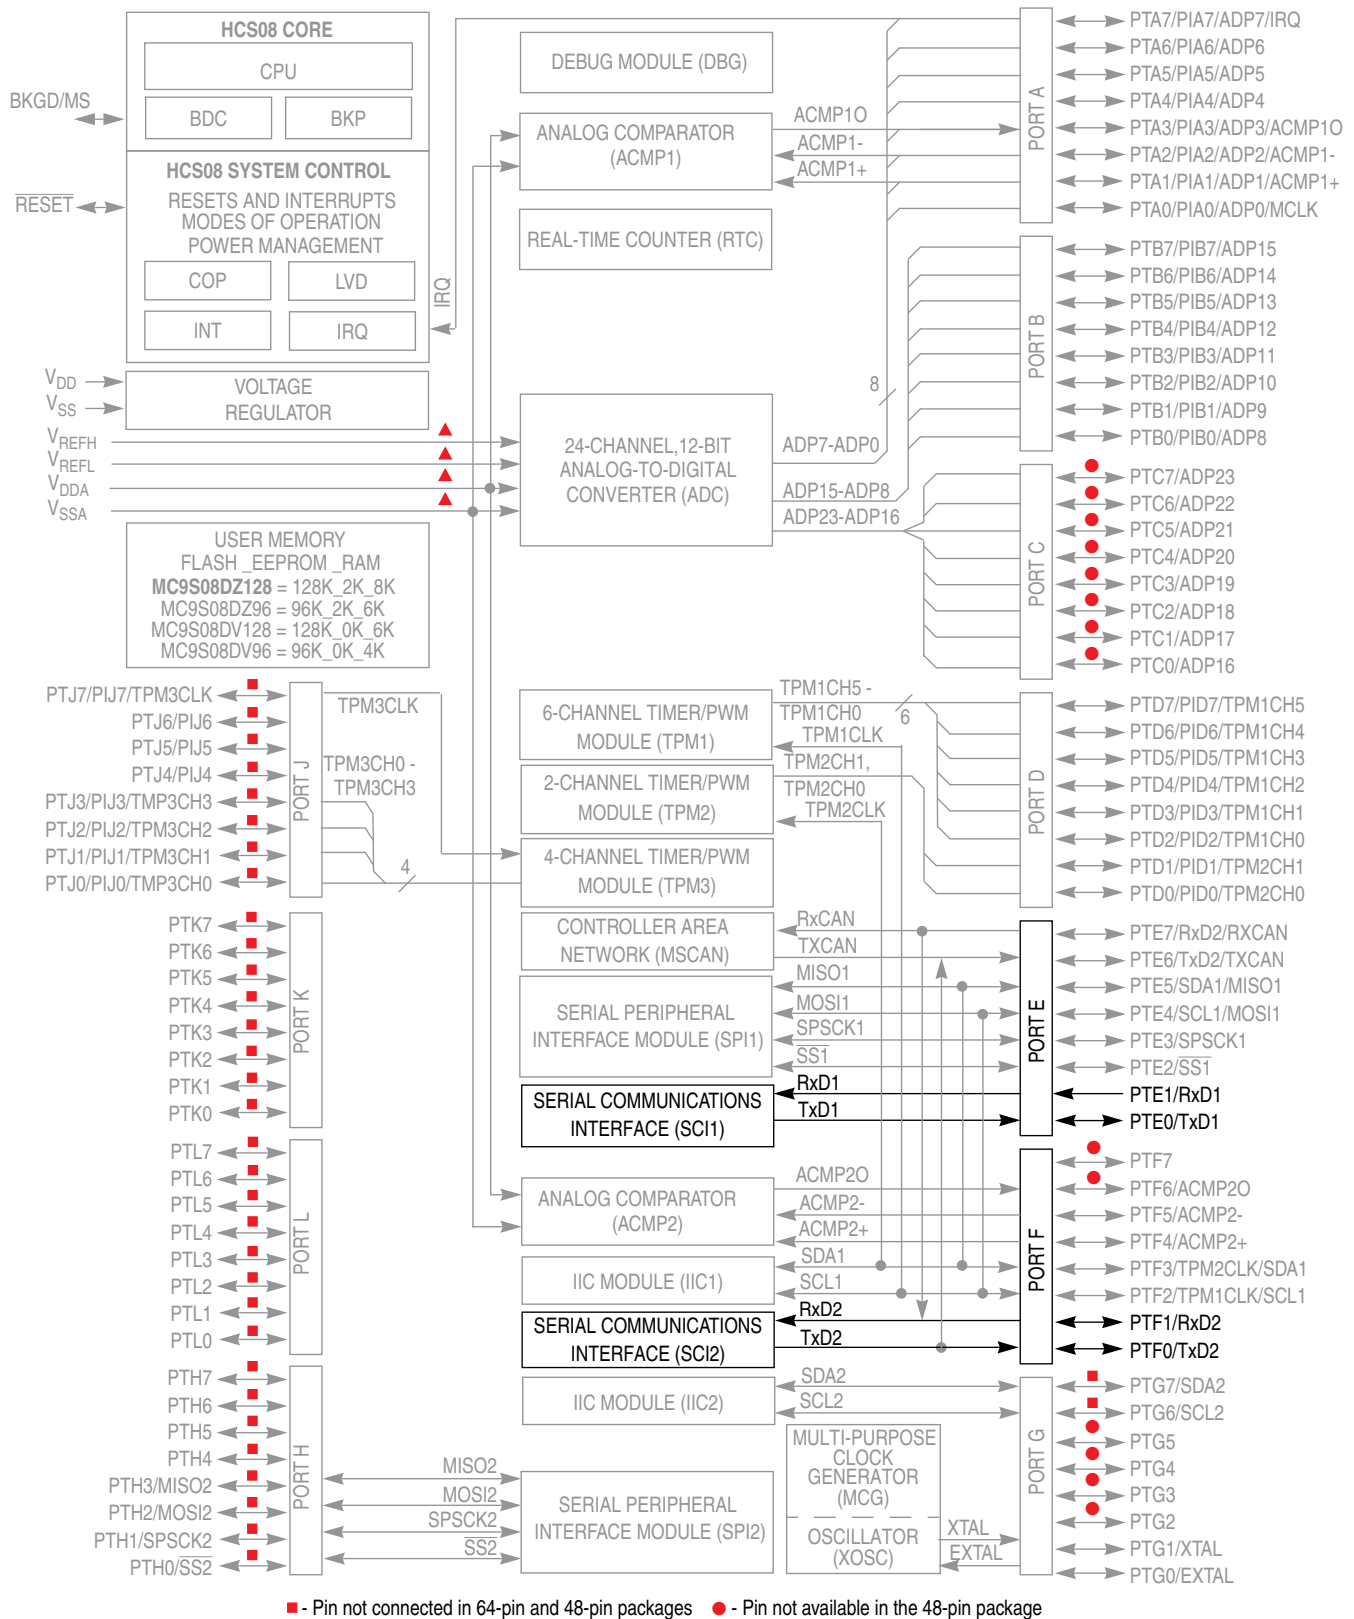 HCS08 CORE
CPU
BDC
BKP
BKGD/MS
HCS08 SYSTEM CONTROL
RESETS AND INTERRUPTS
MODES OF OPERATION
POWER MANAGEMENT
COP
LVD
INT
IRQ
RESET
IRQ
VOLTAGE
REGULATOR
VDD
VSS
VREFH
VREFL
VDDA
VSSA
USER MEMORY
FLASH _EEPROM _RAM
MC9S08DZ128 = 128K_2K_8K
MC9S08DZ96 = 96K_2K_6K
MC9S08DV128 = 128K_0K_6K
MC9S08DV96 = 96K_0K_4K
DEBUG MODULE (DBG)
ANALOG COMPARATOR
(ACMP1)
ACMP1O
ACMP1-
ACMP1+
REAL-TIME COUNTER (RTC)
24-CHANNEL,12-BIT
ANALOG-TO-DIGITAL
CONVERTER (ADC)
8
ADP7-ADP0
ADP15-ADP8
ADP23-ADP16
PORT A
PTA7/PIA7/ADP7/IRQ
PTA6/PIA6/ADP6
PTA5/PIA5/ADP5
PTA4/PIA4/ADP4
PTA3/PIA3/ADP3/ACMP1O
PTA2/PIA2/ADP2/ACMP1-
PTA1/PIA1/ADP1/ACMP1+
PTA0/PIA0/ADP0/MCLK
PORT B
PTB7/PIB7/ADP15
PTB6/PIB6/ADP14
PTB5/PIB5/ADP13
PTB4/PIB4/ADP12
PTB3/PIB3/ADP11
PTB2/PIB2/ADP10
PTB1/PIB1/ADP9
PTB0/PIB0/ADP8
PORT C
PTC7/ADP23
PTC6/ADP22
PTC5/ADP21
PTC4/ADP20
PTC3/ADP19
PTC2/ADP18
PTC1/ADP17
PTC0/ADP16
PTJ7/PIJ7/TPM3CLK
PTJ6/PIJ6
PTJ5/PIJ5
PTJ4/PIJ4
PTJ3/PIJ3/TMP3CH3
PTJ2/PIJ2/TPM3CH2
PTJ1/PIJ1/TPM3CH1
PTJ0/PIJ0/TMP3CH0
PORT J
TPM3CLK
TPM3CH0 -
TPM3CH3
4
6-CHANNEL TIMER/PWM
MODULE (TPM1)
TPM1CH5 -
TPM1CH0
6
TPM1CLK
2-CHANNEL TIMER/PWM
MODULE (TPM2)
TPM2CH1,
TPM2CH0
TPM2CLK
4-CHANNEL TIMER/PWM
MODULE (TPM3)
PORT D
PTD7/PID7/TPM1CH5
PTD6/PID6/TPM1CH4
PTD5/PID5/TPM1CH3
PTD4/PID4/TPM1CH2
PTD3/PID3/TPM1CH1
PTD2/PID2/TPM1CH0
PTD1/PID1/TPM2CH1
PTD0/PID0/TPM2CH0
PTK7
PTK6
PTK5
PTK4
PTK3
PTK2
PTK1
PTK0
PORT K
CONTROLLER AREA
NETWORK (MSCAN)
RxCAN
TXCAN
SERIAL PERIPHERAL
INTERFACE MODULE (SPI1)
MISO1
MOSI1
SPSCK1
SS1
SERIAL COMMUNICATIONS
INTERFACE (SCI1)
RxD1
TxD1
PORT E
PTE7/RxD2/RXCAN
PTE6/TxD2/TXCAN
PTE5/SDA1/MISO1
PTE4/SCL1/MOSI1
PTE3/SPSCK1
PTE2/SS1
PTE1/RxD1
PTE0/TxD1
PTL7
PTL6
PTL5
PTL4
PTL3
PTL2
PTL1
PTL0
PORT L
ANALOG COMPARATOR
(ACMP2)
ACMP2O
ACMP2-
ACMP2+
IIC MODULE (IIC1)
SDA1
SCL1
SERIAL COMMUNICATIONS
INTERFACE (SCI2)
RxD2
TxD2
PORT F
PTF7
PTF6/ACMP2O
PTF5/ACMP2-
PTF4/ACMP2+
PTF3/TPM2CLK/SDA1
PTF2/TPM1CLK/SCL1
PTF1/RxD2
PTF0/TxD2
PTH7
PTH6
PTH5
PTH4
PTH3/MISO2
PTH2/MOSI2
PTH1/SPSCK2
PTH0/SS2
PORT H
MISO2
MOSI2
SPSCK2
SS2
IIC MODULE (IIC2)
SDA2
SCL2
SERIAL PERIPHERAL
INTERFACE MODULE (SPI2)
MULTI-PURPOSE
CLOCK
GENERATOR
(MCG)
OSCILLATOR
(XOSC)
XTAL
EXTAL
PORT G
PTG7/SDA2
PTG6/SCL2
PTG5
PTG4
PTG3
PTG2
PTG1/XTAL
PTG0/EXTAL
- Pin not connected in 64-pin and 48-pin packages
- Pin not available in the 48-pin package